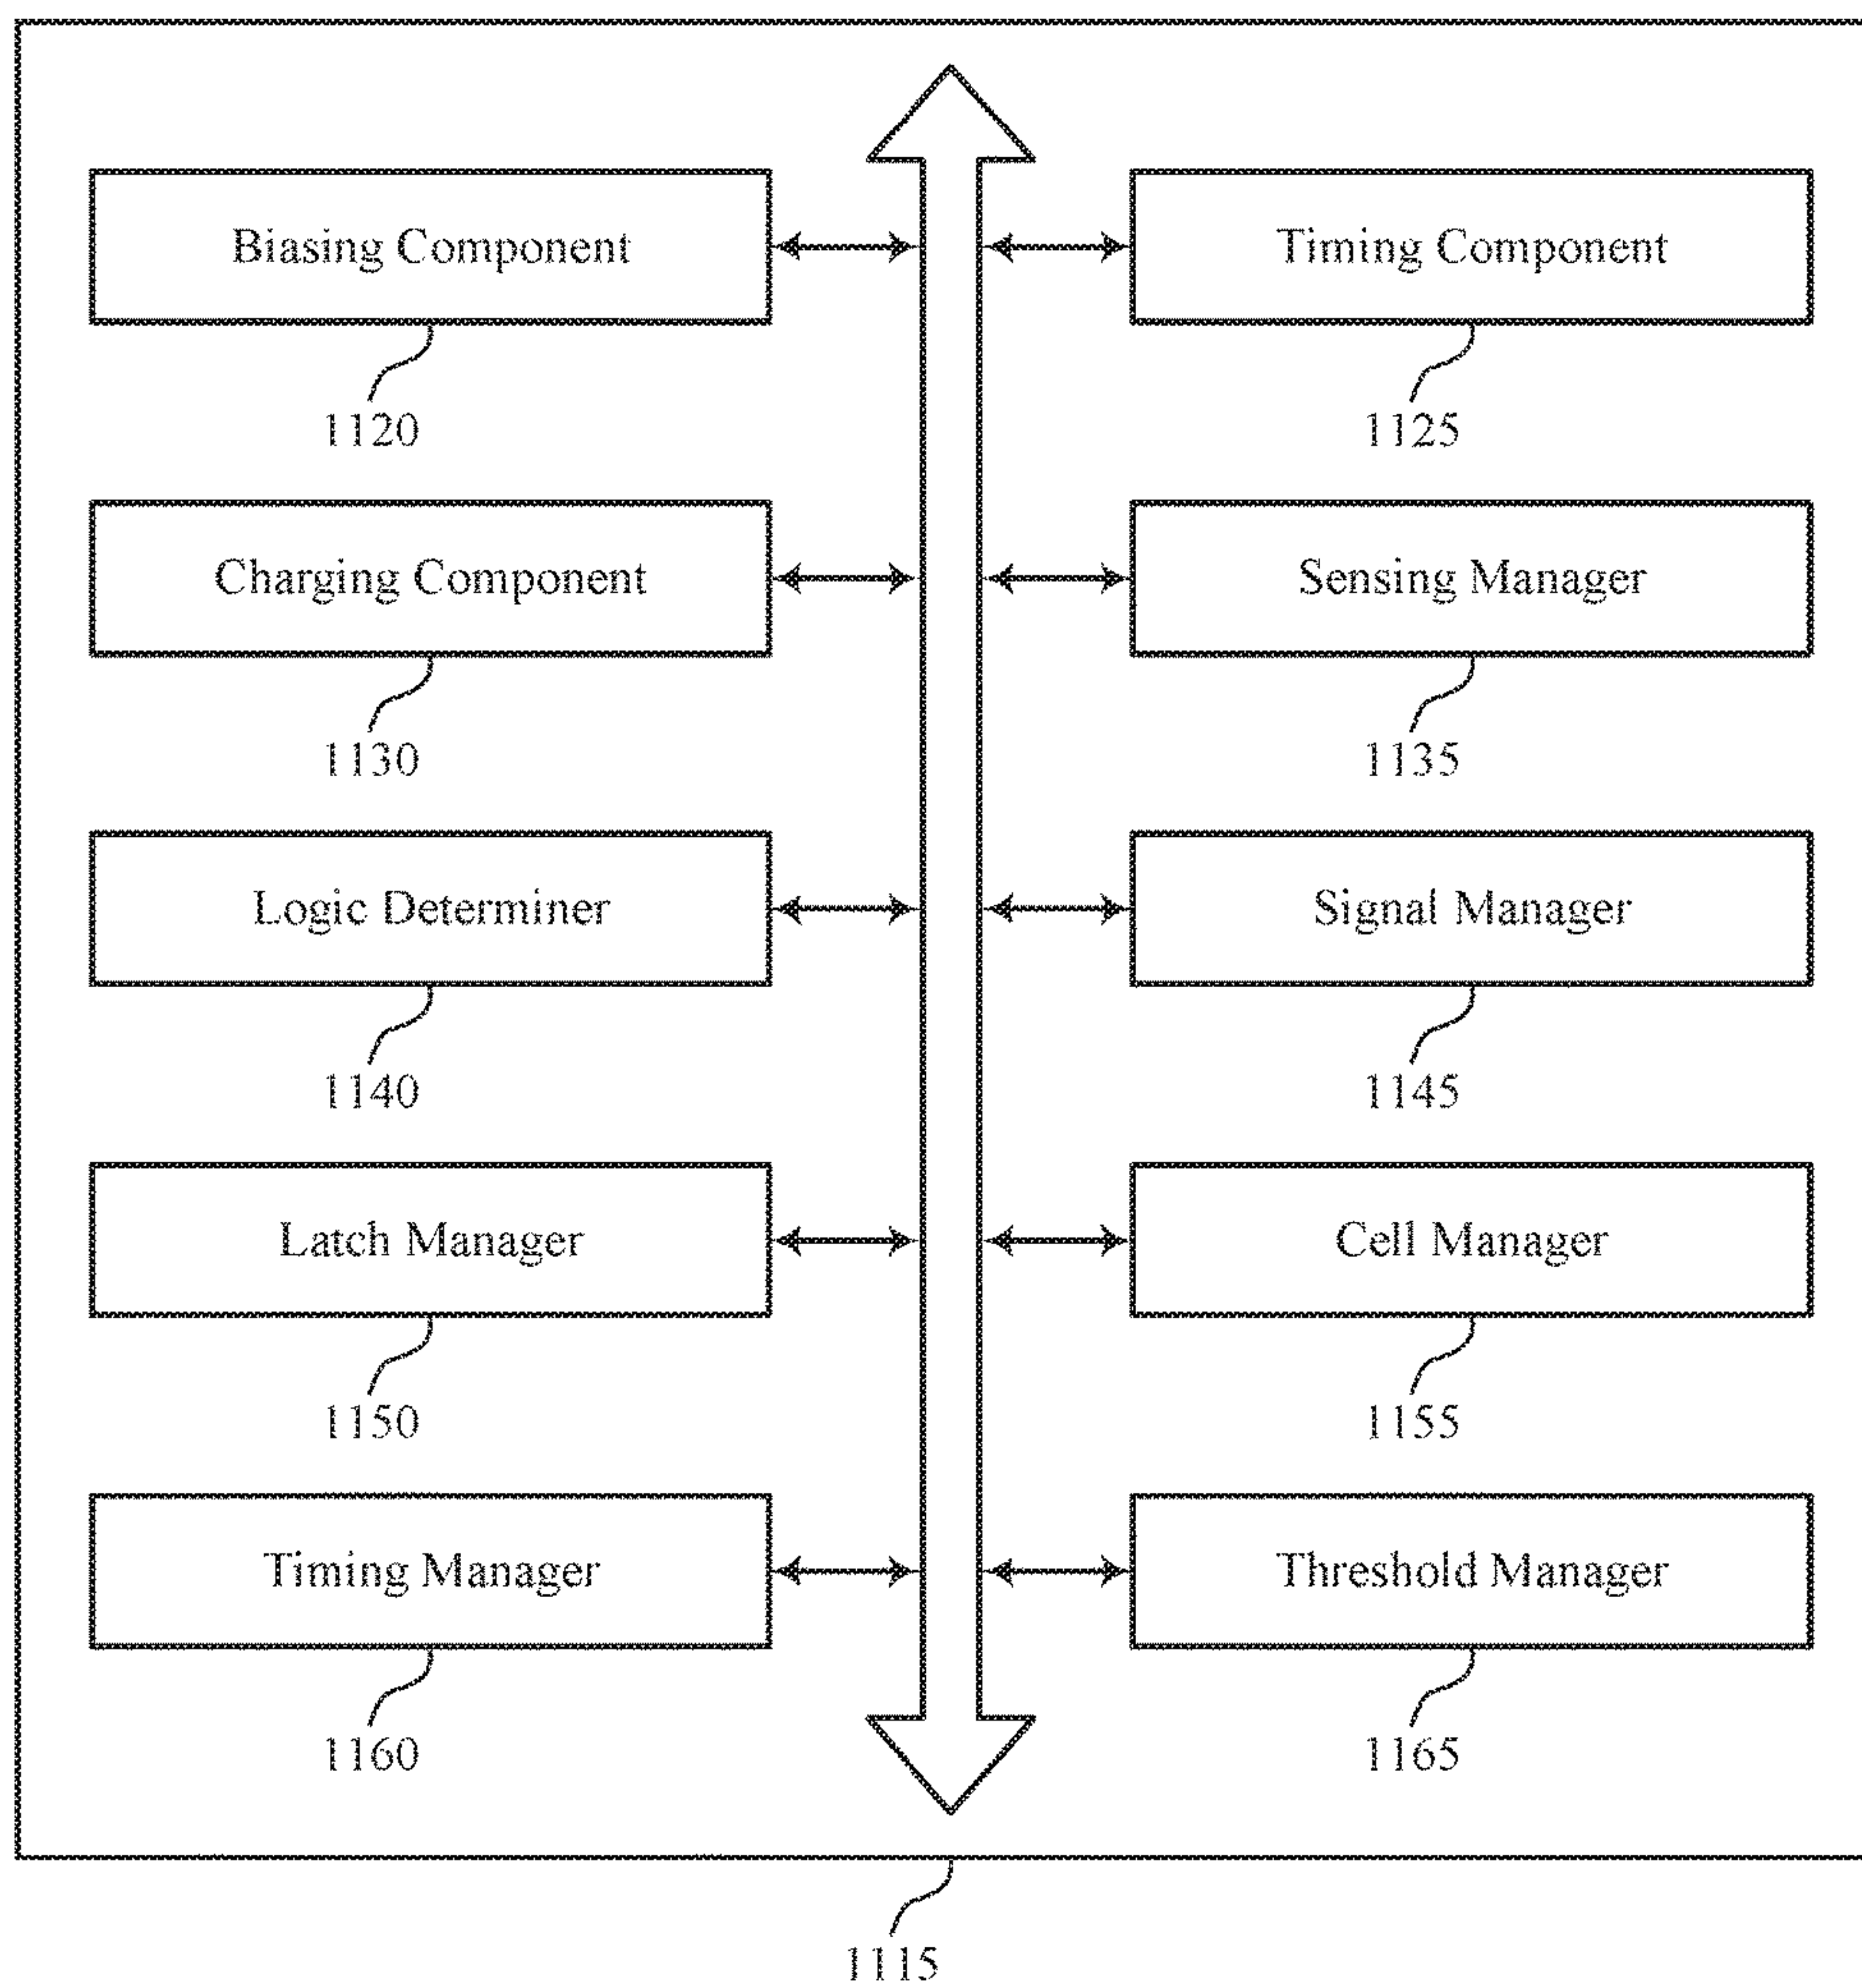 Biasing Component
Timing Component
1120
1125
Charging Component
Sensing Manager
1130
1135
Logic Determiner
Signal Manager
1140
1145
Latch Manager
Cell Manager
1150
1155
Timing Manager
Threshold Manager
1160
1165
1115